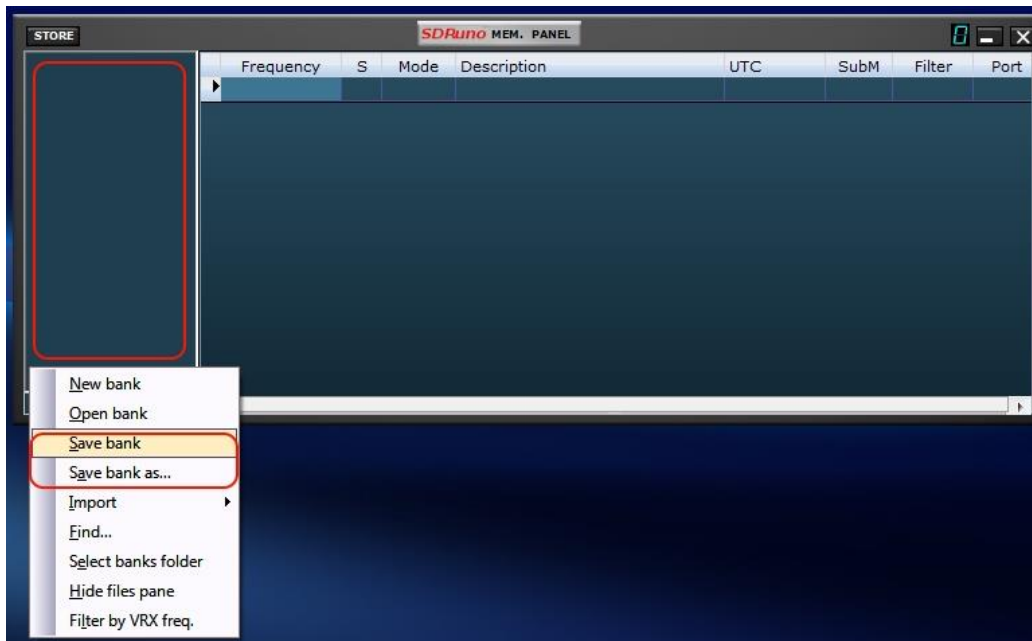 STORE SDRuno MEM. PANEL 0
Frequency S Mode Description UTC SubM Filter Port
New bank
Open bank
Save bank
Save bank as...
Import
Find...
Select banks folder
Hide files pane
Filter by VRX freq.